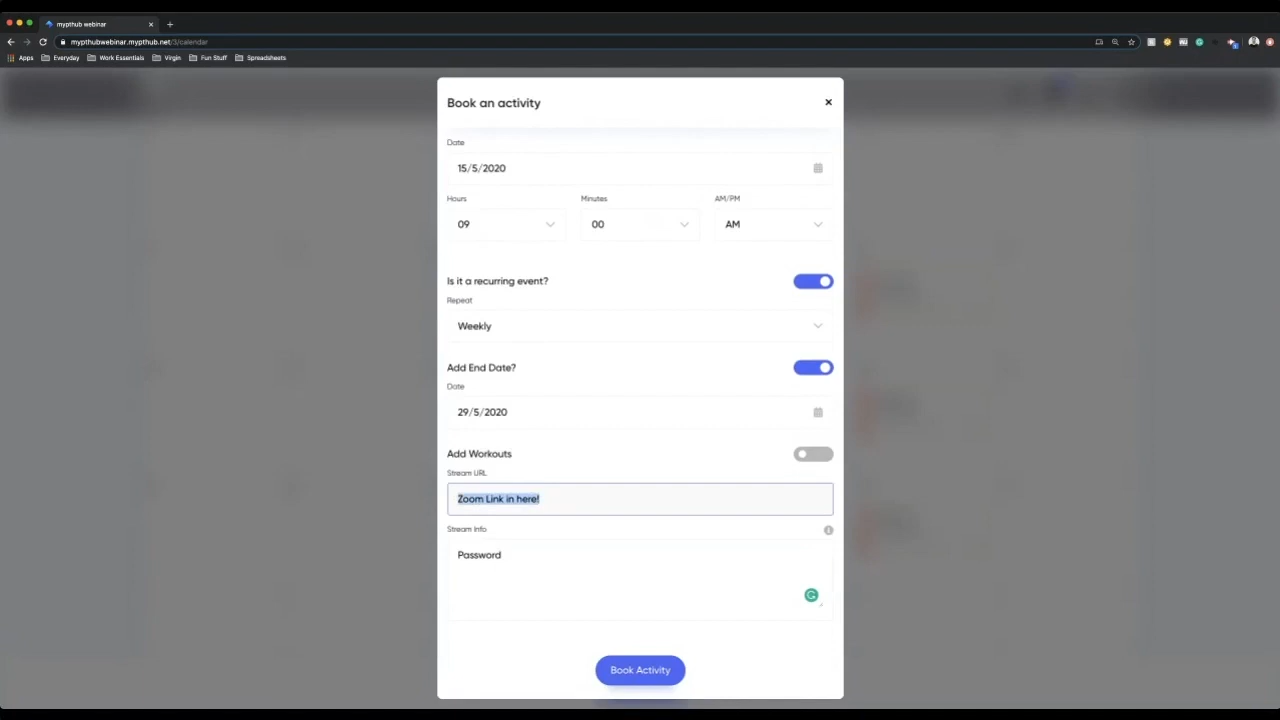 mypthub webinar
mypthubwebinar.mypthub.net/3/calendar
Apps Everyday Work Essentials Virgin Fun Stuff Spreadsheets
Book an activity
Date
15/5/2020
Hours Minutes AM/PM
09 00 AM
Is it a recurring event?
Repeat
Weekly
Add End Date?
Date
29/5/2020
Add Workouts
Stream URL
Zoom Link in here!
Stream Info
Password
Book Activity